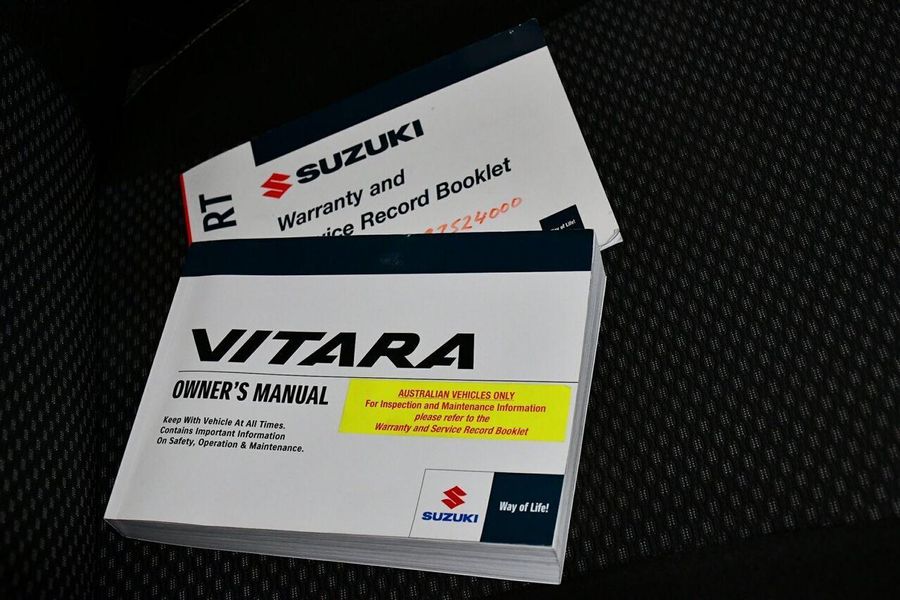 SUZUKI
RT
Warranty and
Service Record Booklet
27524000
Way of Life!
VITARA
OWNER'S MANUAL
Keep With Vehicle At All Times.
Contains Important Information
On Safety, Operation & Maintenance.
AUSTRALIAN VEHICLES ONLY
For Inspection and Maintenance Information
please refer to the
Warranty and Service Record Booklet
SUZUKI
Way of Life!